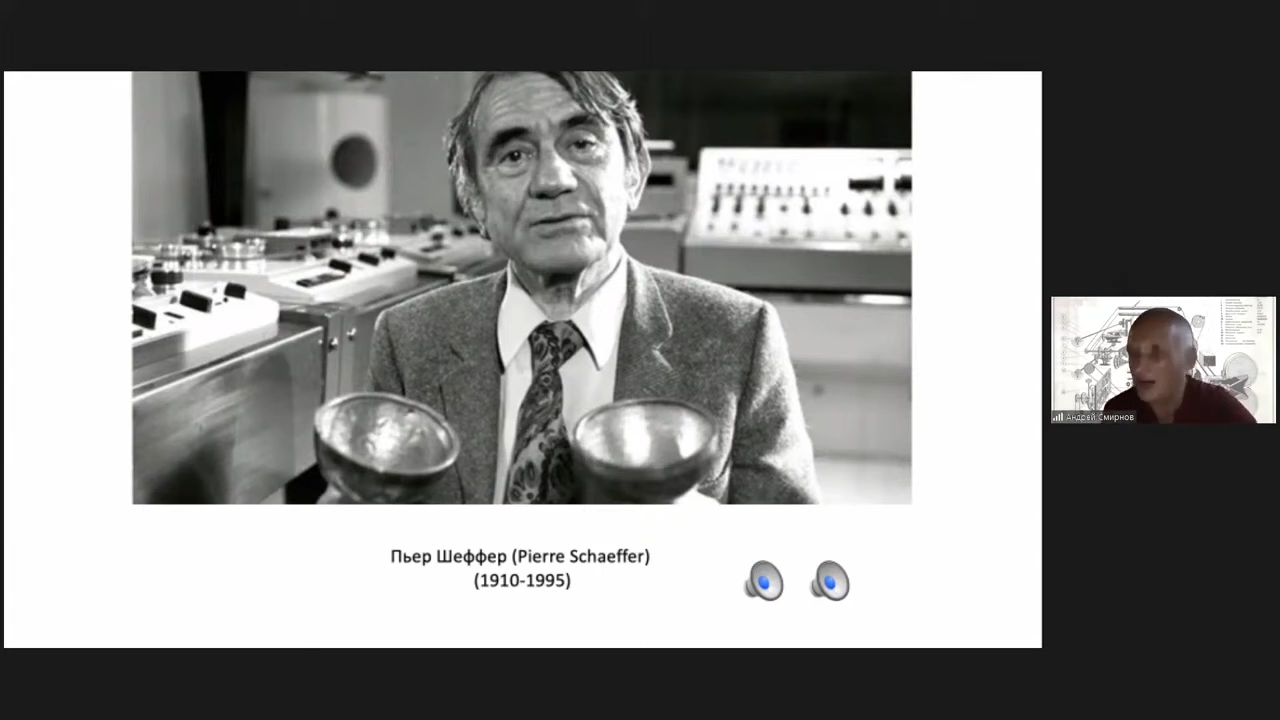 Пьер Шеффер (Pierre Schaeffer)
(1910-1995)
Андрей Смирнов